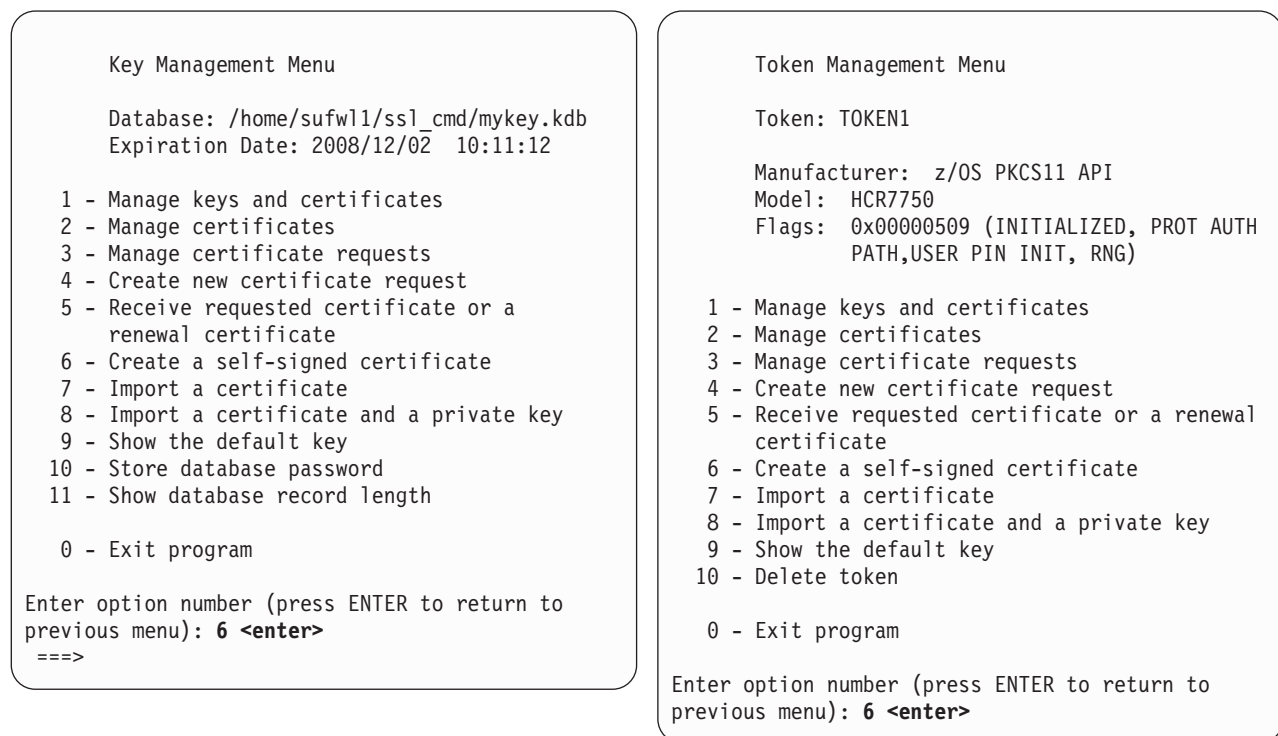 Key Management Menu
Database: /home/sufwl1/ssl_cmd/mykey.kdb
Expiration Date: 2008/12/02  10:11:12
1 - Manage keys and certificates
2 - Manage certificates
3 - Manage certificate requests
4 - Create new certificate request
5 - Receive requested certificate or a
renewal certificate
6 - Create a self-signed certificate
7 - Import a certificate
8 - Import a certificate and a private key
9 - Show the default key
10 - Store database password
11 - Show database record length
0 - Exit program
Enter option number (press ENTER to return to
previous menu): 6 <enter>
===>
Token Management Menu
Token: TOKEN1
Manufacturer:  z/OS PKCS11 API
Model:  HCR7750
Flags:  0x00000509 (INITIALIZED, PROT AUTH
PATH,USER PIN INIT, RNG)
1 - Manage keys and certificates
2 - Manage certificates
3 - Manage certificate requests
4 - Create new certificate request
5 - Receive requested certificate or a renewal
certificate
6 - Create a self-signed certificate
7 - Import a certificate
8 - Import a certificate and a private key
9 - Show the default key
10 - Delete token
0 - Exit program
Enter option number (press ENTER to return to
previous menu): 6 <enter>